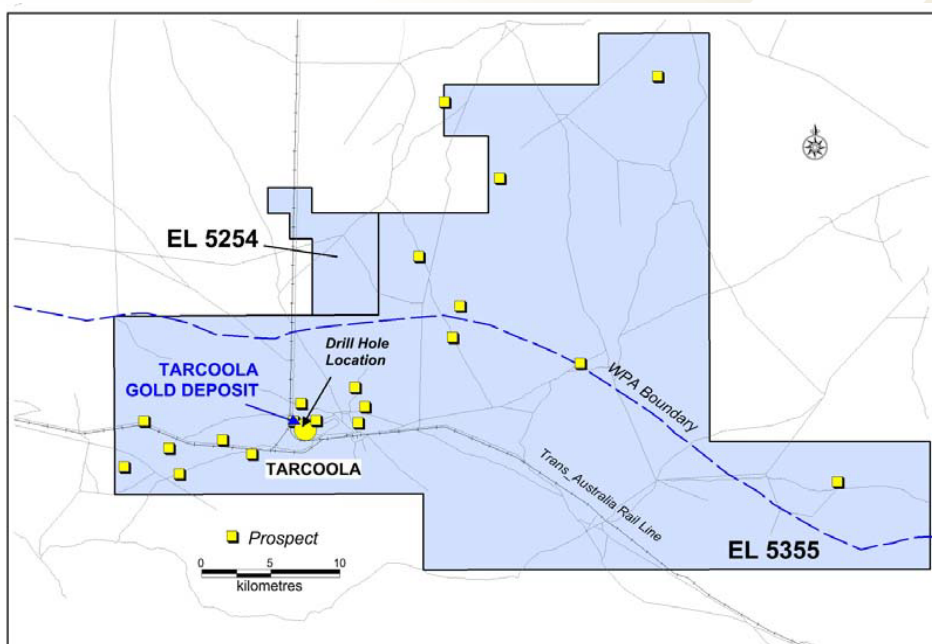 EL 5254
Drill Hole
Location
TARCOOLA
GOLD DEPOSIT
WPA Boundary
TARCOOLA
Trans_Australia Rail Line
Prospect
EL 5355
0 5 10
kilometres